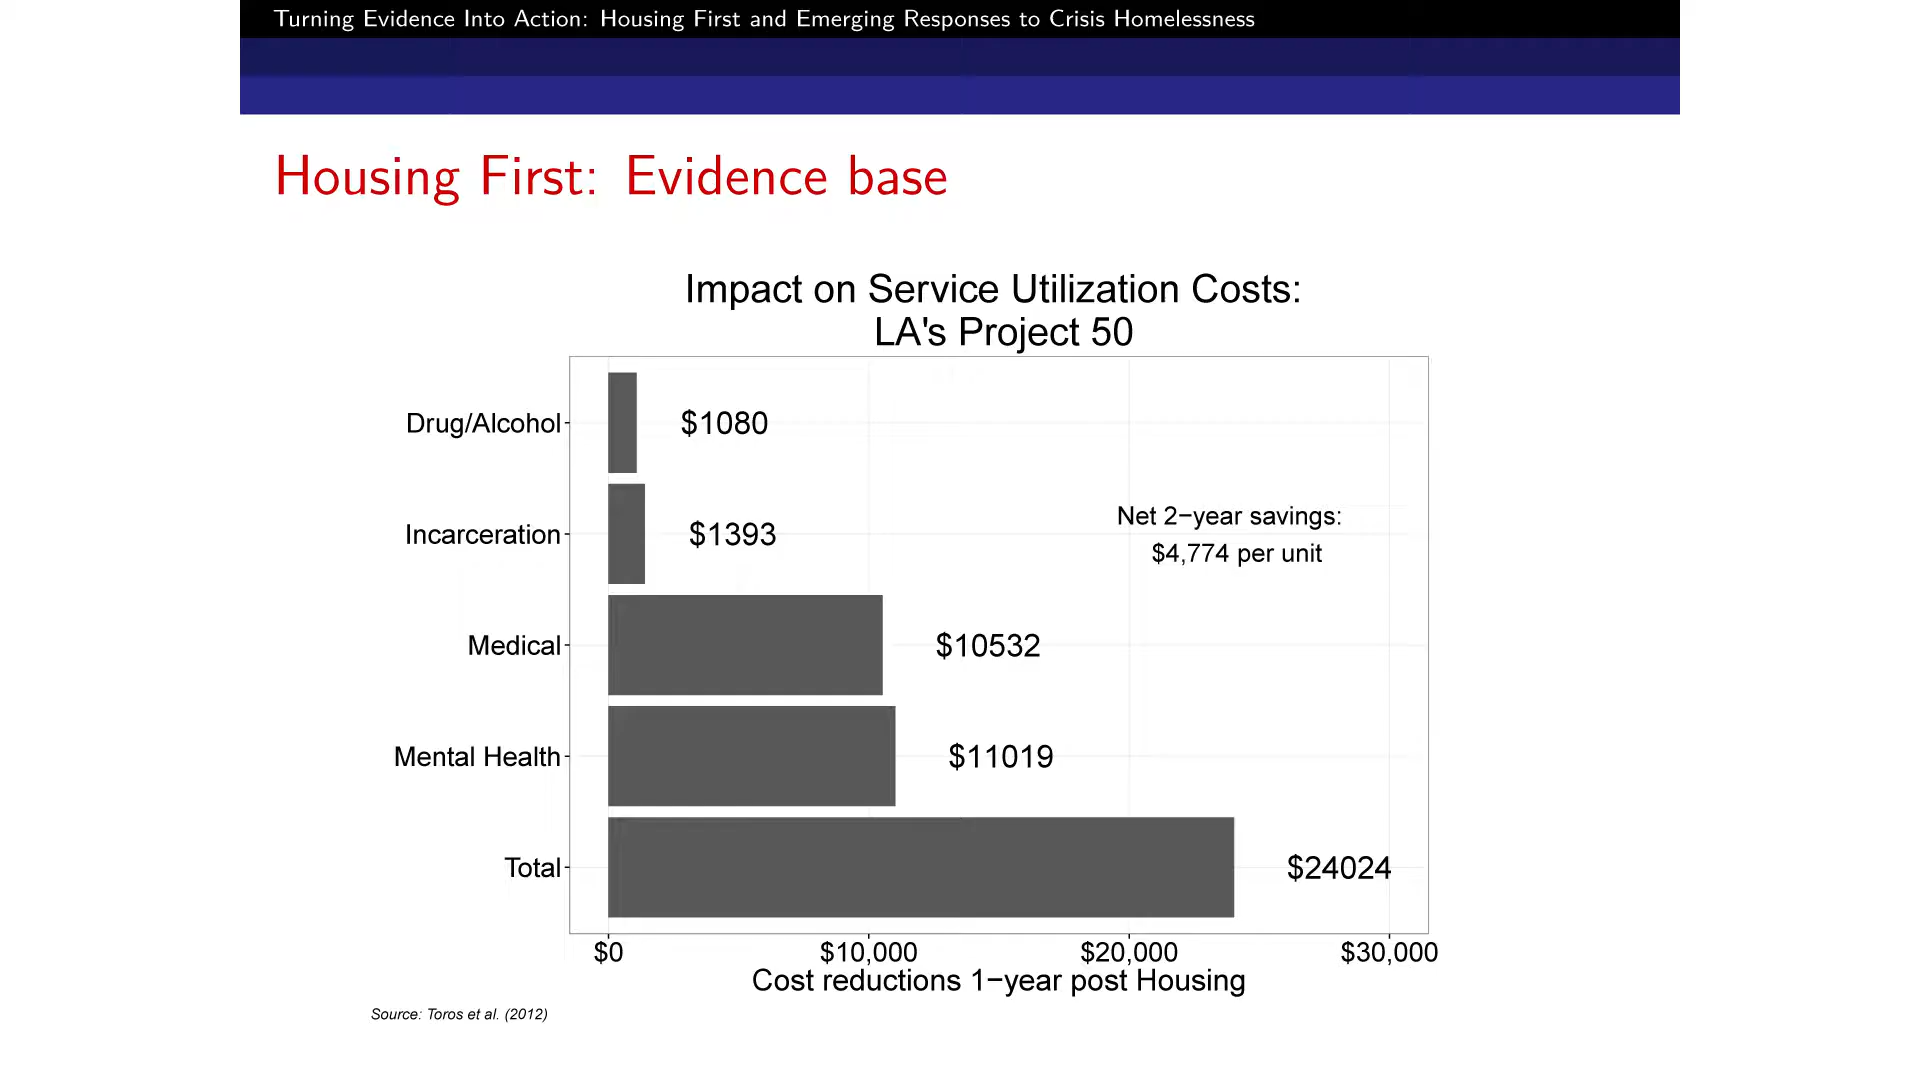 Turning Evidence Into Action: Housing First and Emerging Responses to Crisis Homelessness
Housing First: Evidence base
Impact on Service Utilization Costs:
LA's Project 50
Drug/Alcohol
$1080
Incarceration
$1393
Net 2−year savings:
$4,774 per unit
Medical
$10532
Mental Health
$11019
Total
$24024
$0
$10,000
$20,000
$30,000
Cost reductions 1−year post Housing
Source: Toros et al. (2012)